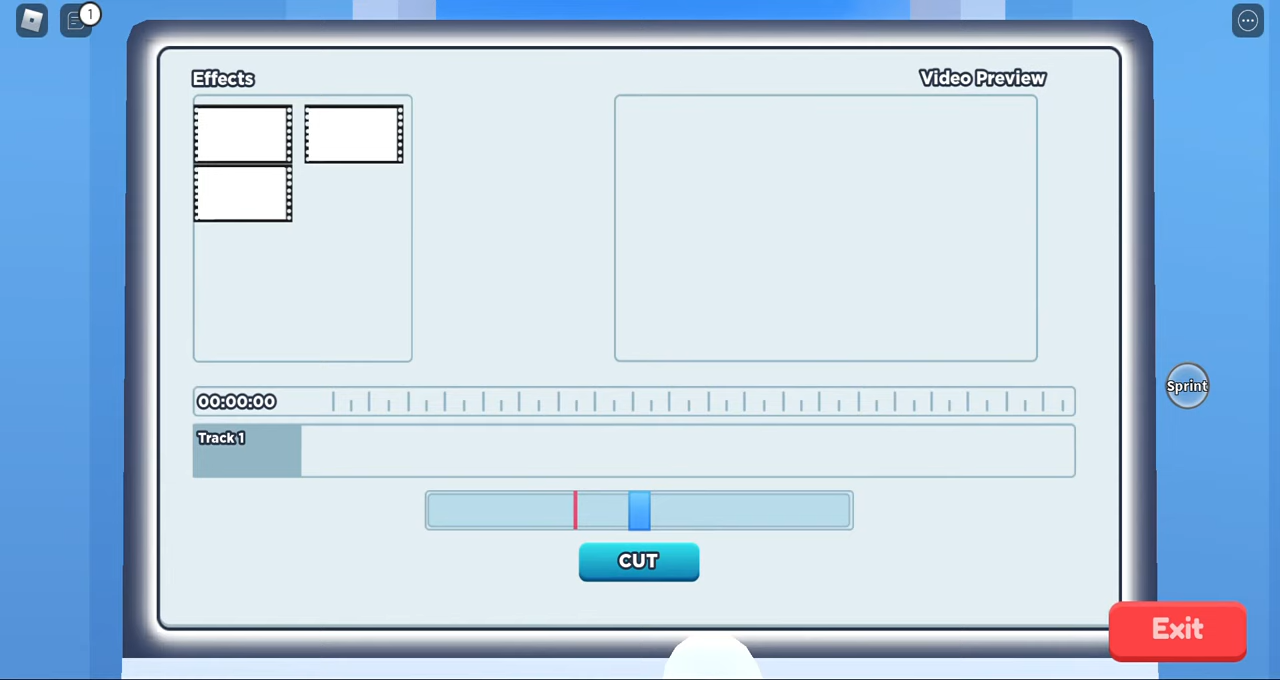 1
Effects
Video Preview
00:00:00
Sprint
Track 1
CUT
Exit